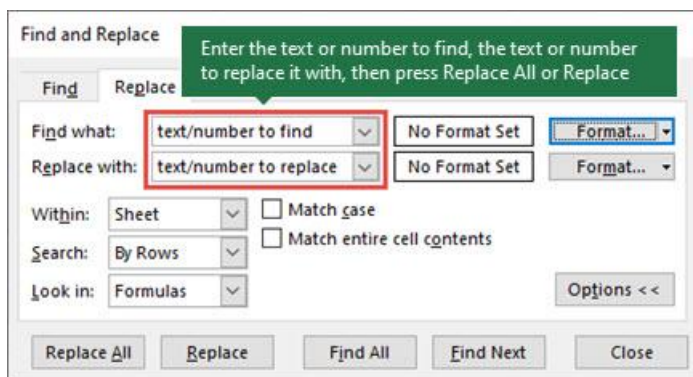 Find and Replace
Enter the text or number to find, the text or number
to replace it with, then press Replace All or Replace
Find
Replace
Find what: text/number to find No Format Set Format...
Replace with: text/number to replace No Format Set Format...
Within: Sheet Match case
Match entire cell contents
Search: By Rows
Look in: Formulas Options <<
Replace All Replace Find All Find Next Close